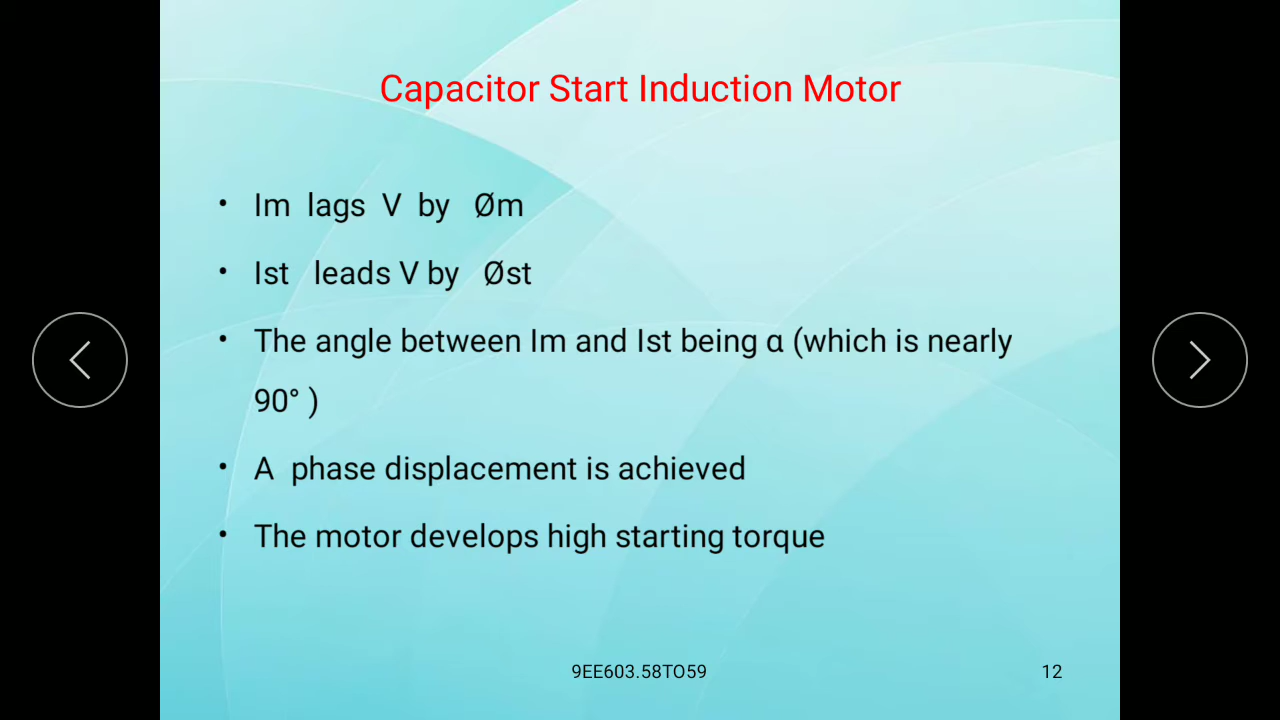 Capacitor Start Induction Motor
• Im lags V by Øm
• Ist leads V by Øst
• The angle between Im and Ist being α (which is nearly
90° )
• A phase displacement is achieved
• The motor develops high starting torque
9EE603.58TO59
12